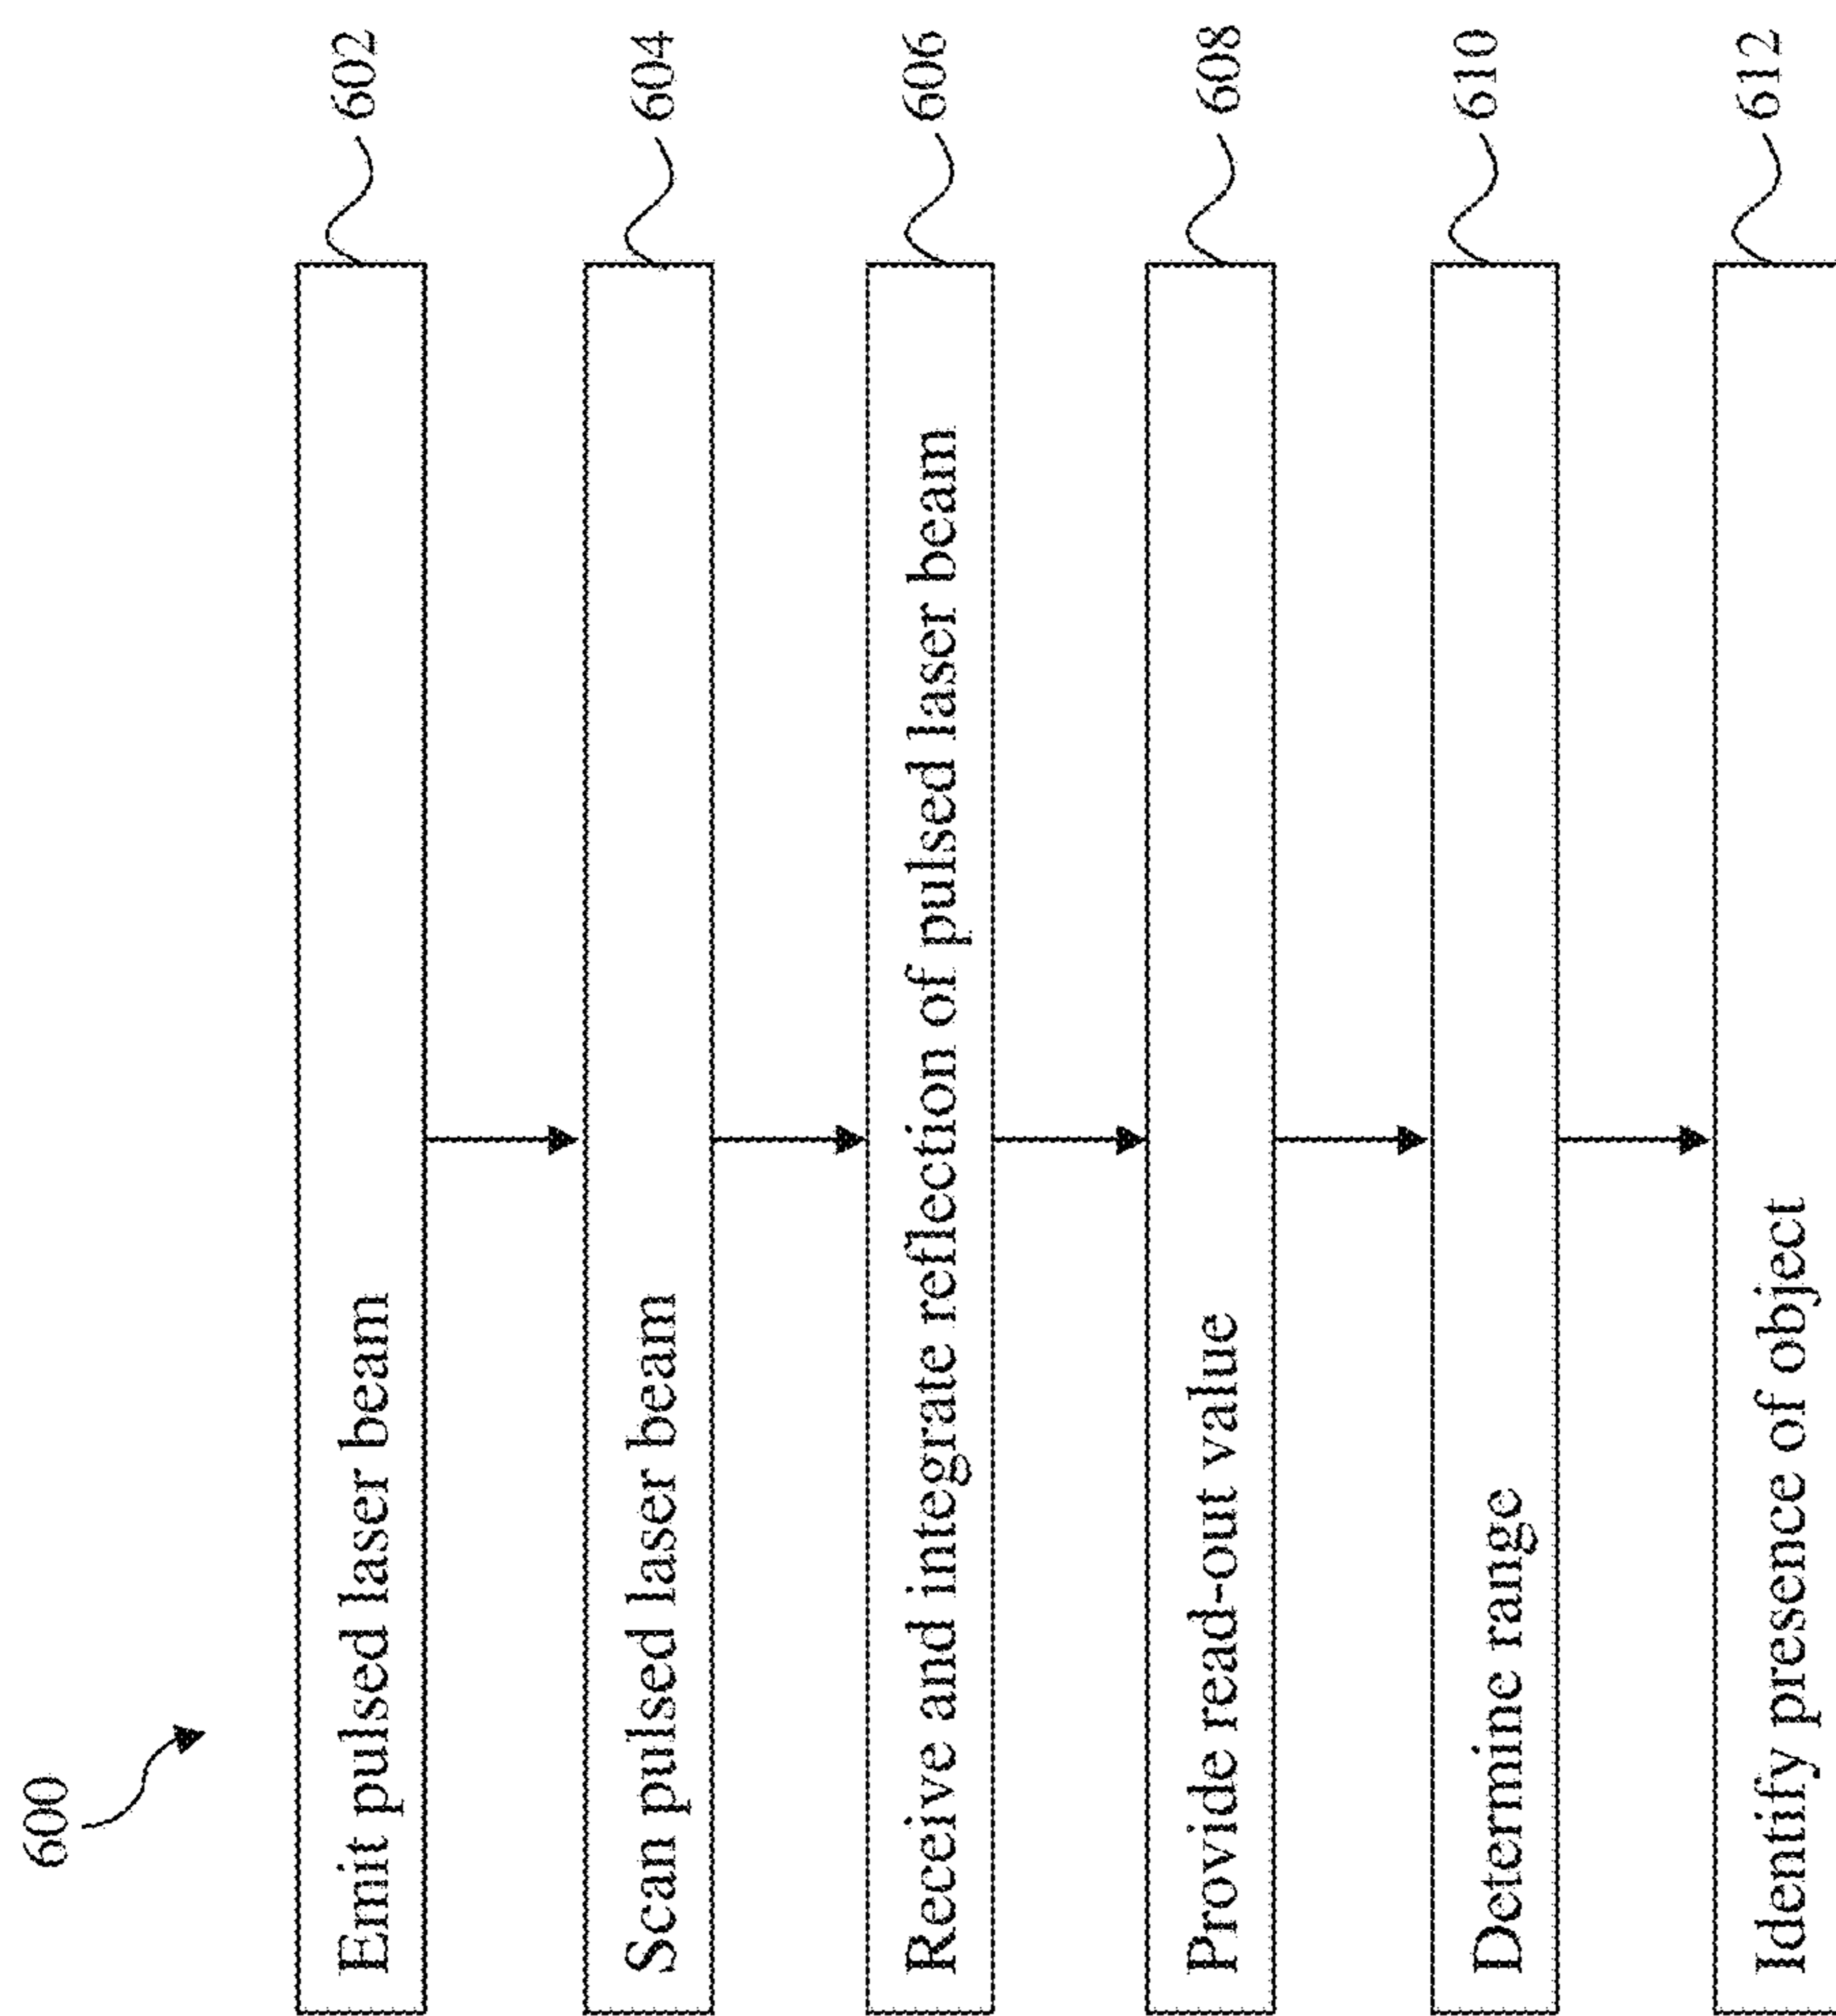 600
Emit pulsed laser beam 602
Scan pulsed laser beam 604
Receive and integrate reflection of pulsed laser beam 606
Provide read-out value 608
Determine range 610
Identify presence of object 612